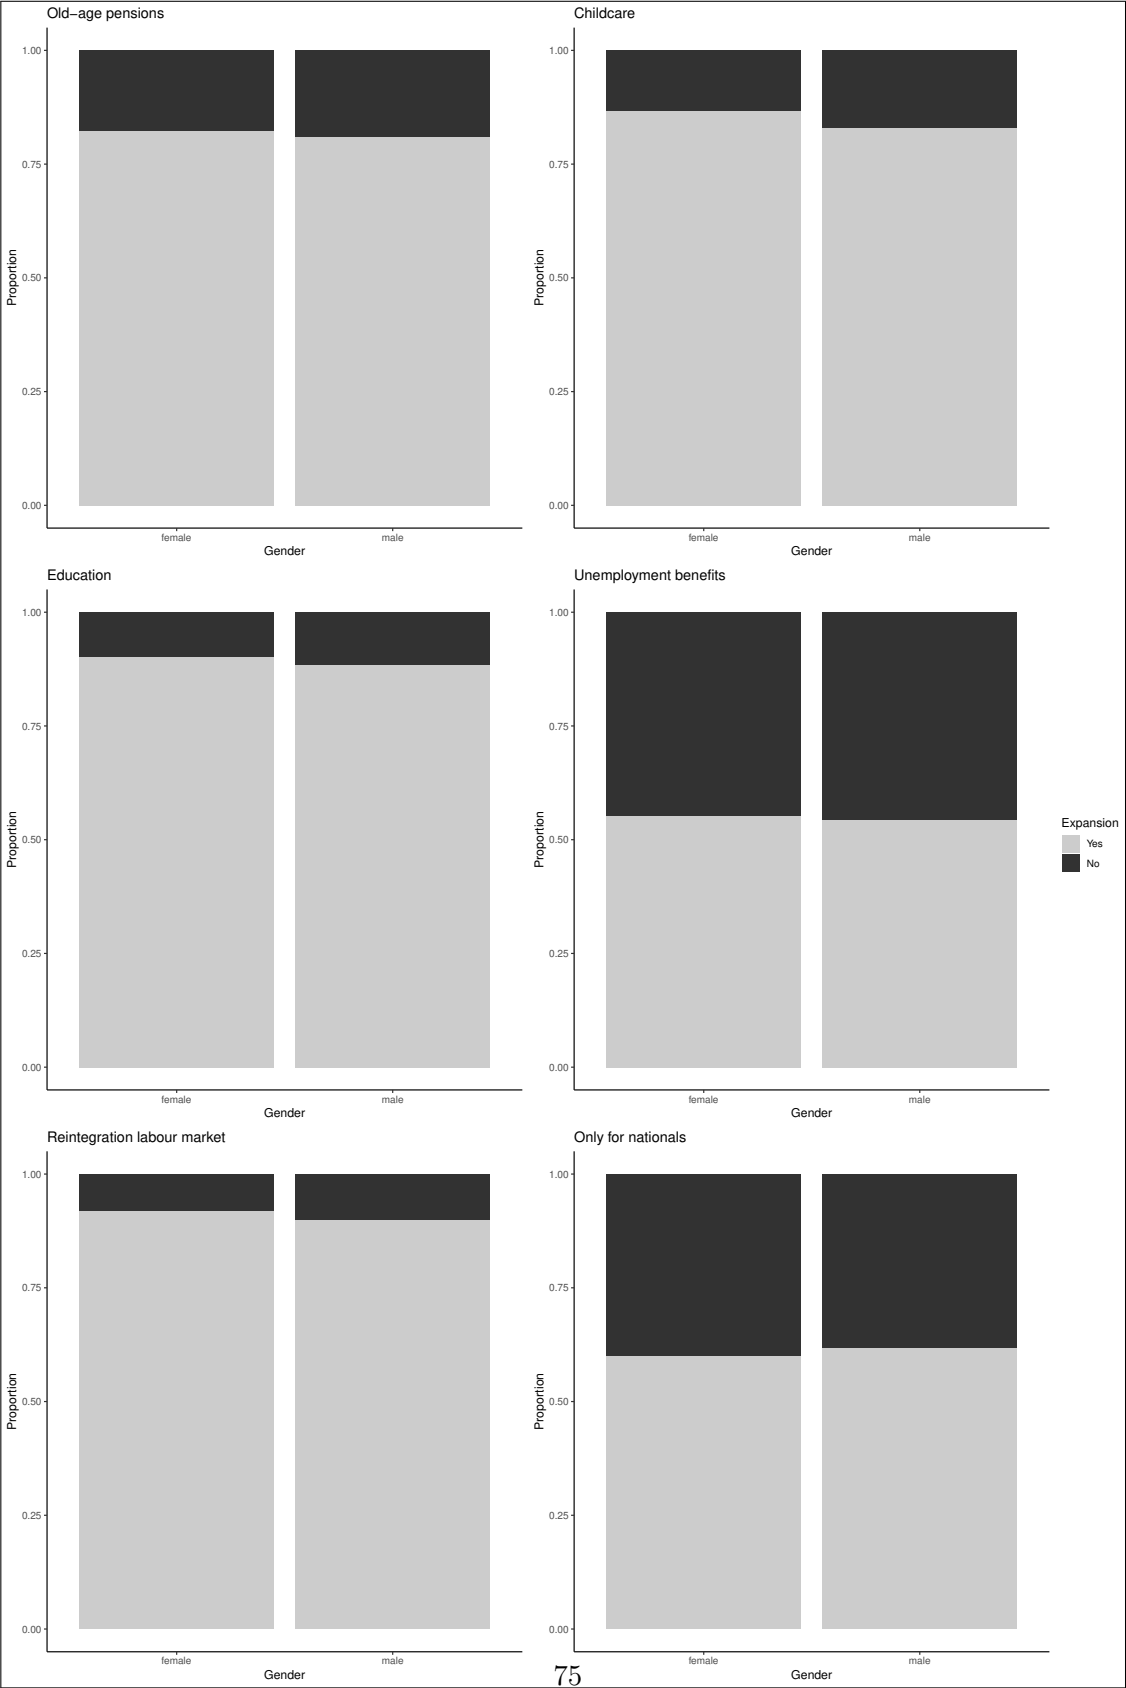 Old−age pensions
1.00
0.75
0.50
0.25
0.00
Proportion
female male
Gender
Childcare
1.00
0.75
0.50
0.25
0.00
Proportion
female male
Gender
Education
1.00
0.75
0.50
0.25
0.00
Proportion
female male
Gender
Unemployment benefits
1.00
0.75
0.50
0.25
0.00
Proportion
female male
Gender
Expansion
Yes
No
Reintegration labour market
1.00
0.75
0.50
0.25
0.00
Proportion
female male
Gender
Only for nationals
1.00
0.75
0.50
0.25
0.00
Proportion
female male
Gender
75